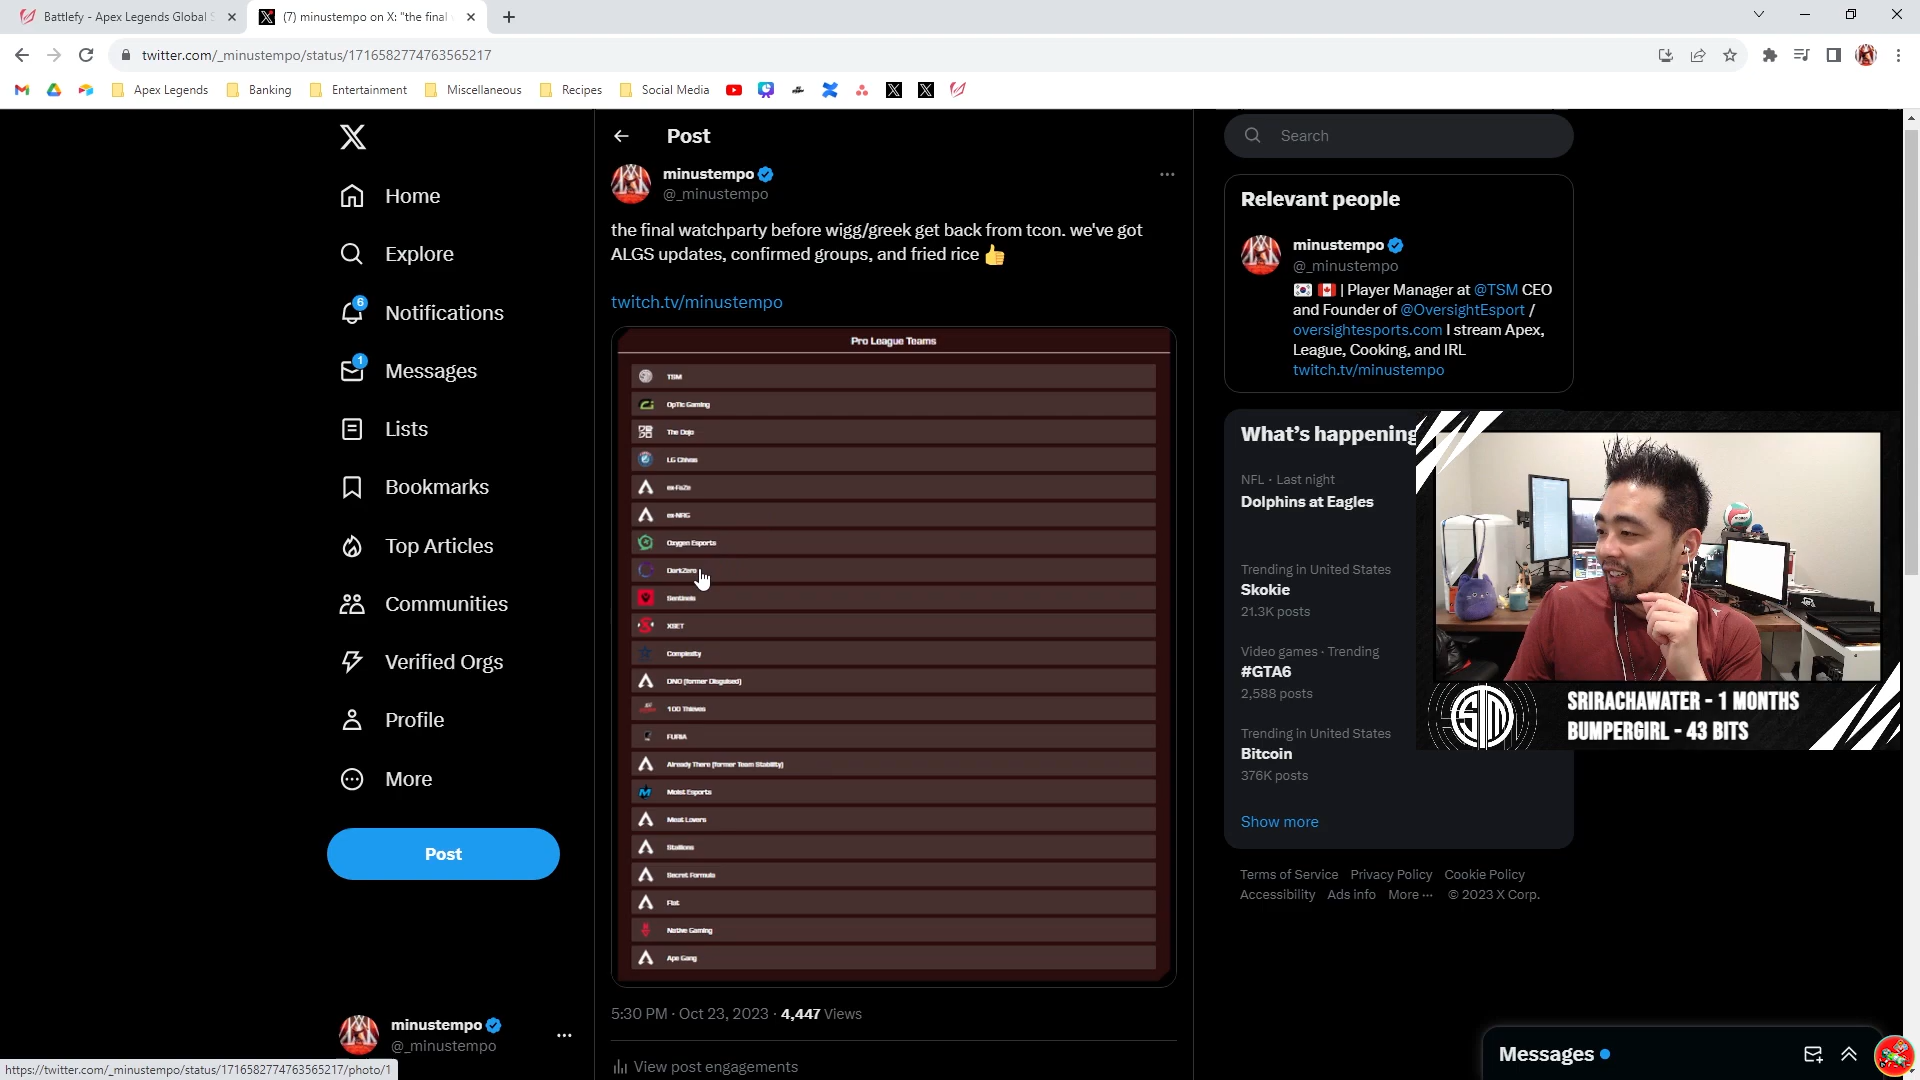 Battlefy - Apex Legends Global S
(7) minustempo on X: "the final
twitter.com/_minustempo/status/1716582774763565217
Apex Legends
Banking
Entertainment
Miscellaneous
Recipes
Social Media
Home
Explore
6
Notifications
1
Messages
Lists
Bookmarks
Top Articles
Communities
Verified Orgs
Profile
More
Post
minustempo
@_minustempo
https://twitter.com/_minustempo/status/1716582774763565217/photo/1
Post
minustempo
@_minustempo
the final watchparty before wigg/greek get back from tcon. we've got
ALGS updates, confirmed groups, and fried rice 👍
twitch.tv/minustempo
Pro League Teams
TSM
OpTic Gaming
The Dojo
LG Chivas
ex-FaZe
ex-NRG
Oxygen Esports
DarkZero
Sentinels
XSET
Complexity
DNO (former Disguised)
100 Thieves
FURIA
Already There (former Team Stability)
Moist Esports
Meat Lovers
Stallions
Secret Formula
Flat
Native Gaming
Ape Gang
5:30 PM · Oct 23, 2023 · 4,447 Views
View post engagements
Search
Relevant people
minustempo
@_minustempo
🇰🇷 🇨🇦 | Player Manager at @TSM CEO
and Founder of @OversightEsport /
oversightesports.com I stream Apex,
League, Cooking, and IRL
twitch.tv/minustempo
What's happening
NFL · Last night
Dolphins at Eagles
Trending in United States
Skokie
21.3K posts
Video games · Trending
#GTA6
2,588 posts
Trending in United States
Bitcoin
376K posts
Show more
TSM
SRIRACHAWATER - 1 MONTHS
BUMPERGIRL - 43 BITS
Terms of Service Privacy Policy Cookie Policy
Accessibility Ads info More ··· © 2023 X Corp.
Messages